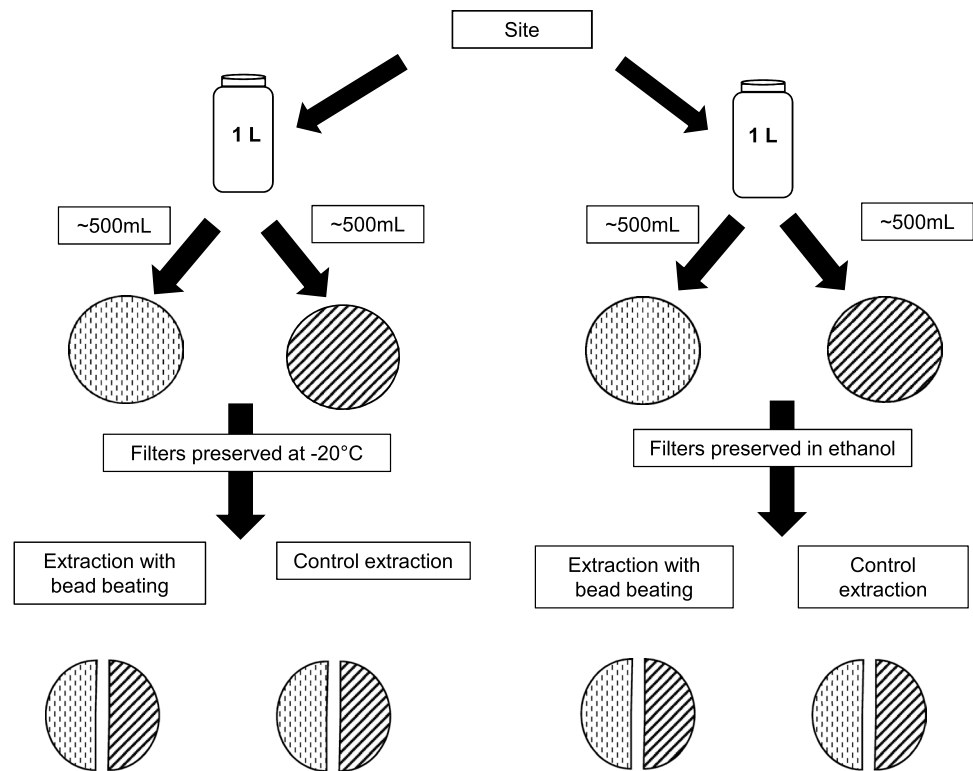 Site
1 L
1 L
~500mL
~500mL
~500mL
~500mL
Filters preserved at -20°C
Filters preserved in ethanol
Extraction with
bead beating
Control extraction
Extraction with
bead beating
Control
extraction